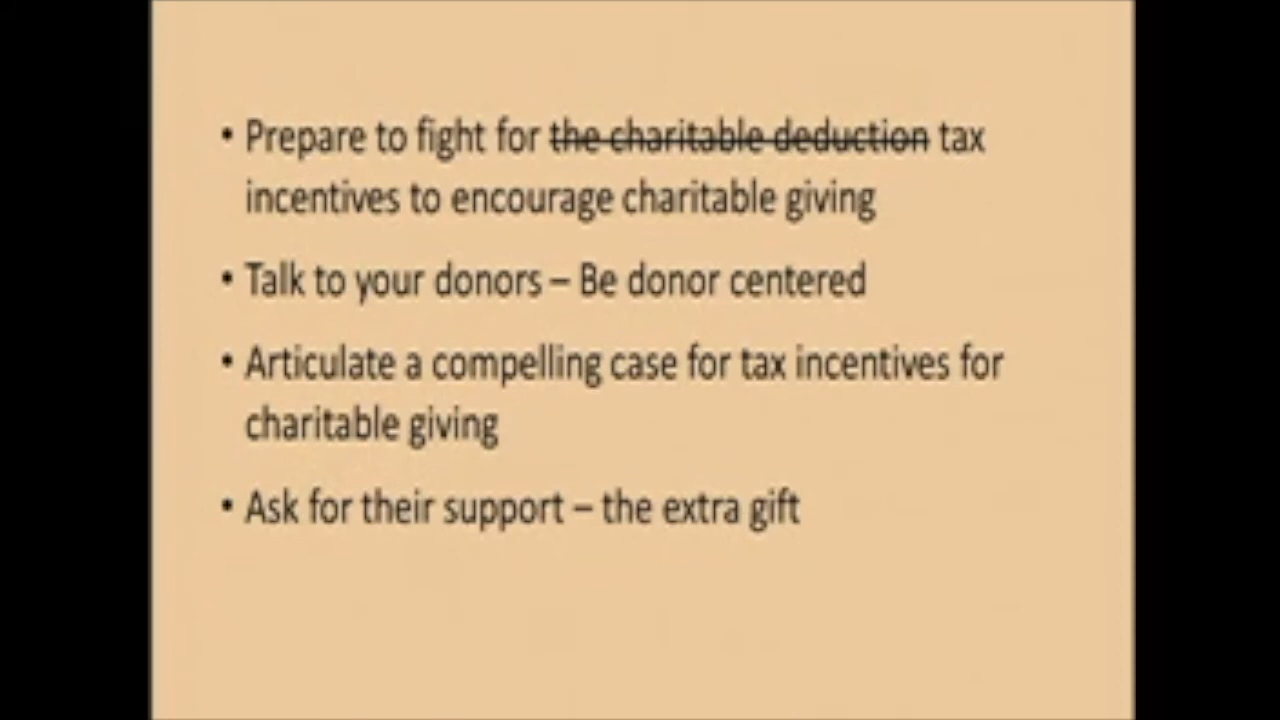 • Prepare to fight for the charitable deduction tax
incentives to encourage charitable giving
• Talk to your donors – Be donor centered
• Articulate a compelling case for tax incentives for
charitable giving
• Ask for their support – the extra gift